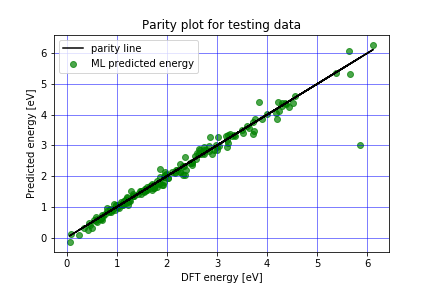 Parity plot for testing data
parity line
ML predicted energy
Predicted energy [eV]
6
5
4
3
2
1
0
0 1 2 3 4 5 6
DFT energy [eV]